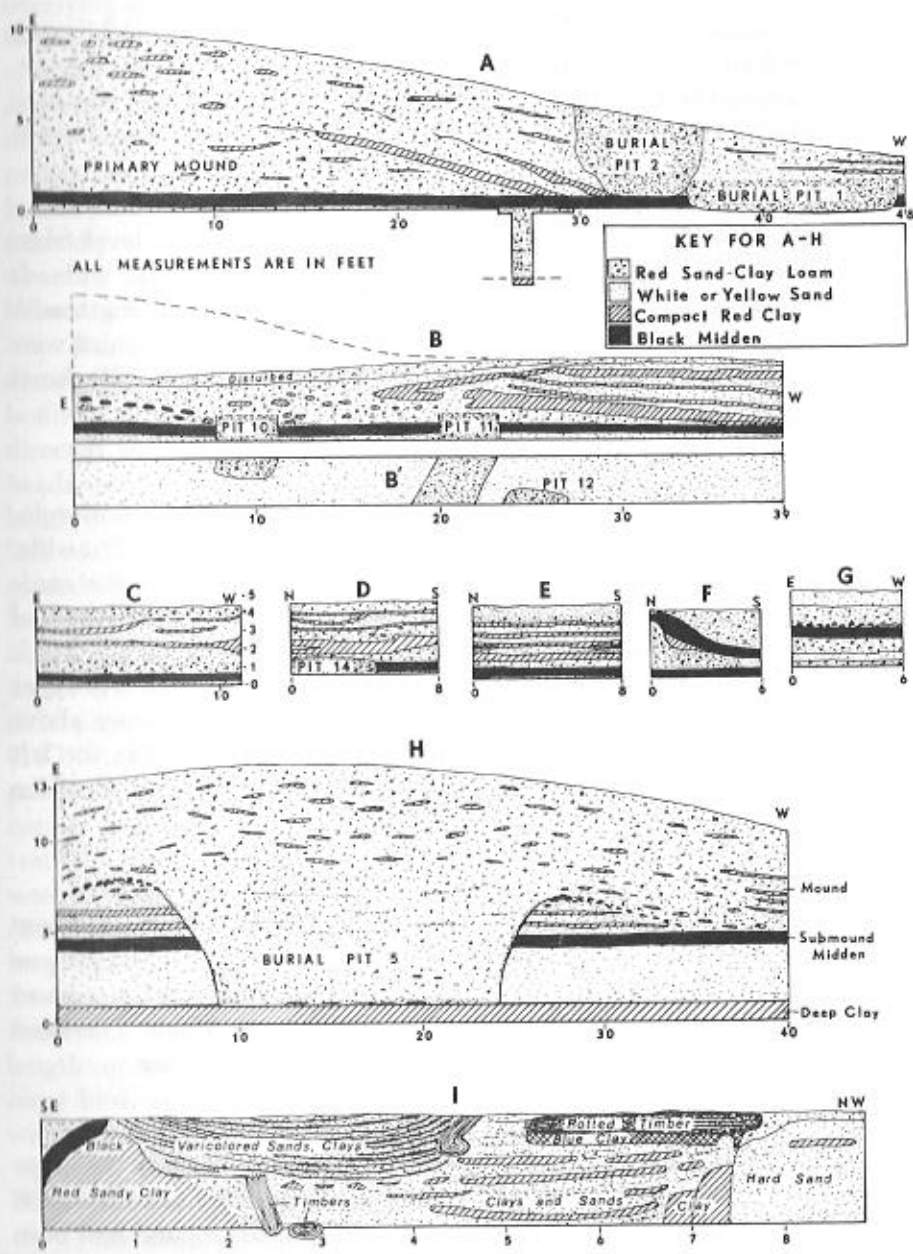 E
10
A
5
PRIMARY MOUND
BURIAL
PIT 2
BURIAL PIT 1
W
0
0 10 20 30 40 48
ALL MEASUREMENTS ARE IN FEET
KEY FOR A-H
Red Sand-Clay Loam
White or Yellow Sand
Compact Red Clay
Black Midden
B
Disturbed
E
W
PIT 10
PIT 11
B'
PIT 12
0 10 20 30 39
E C W
5
4
3
2
1
0
0 10
N D S
PIT 14
0 8
N E S
0 8
N F S
0 6
E G W
0 6
H
E
13
W
10
Mound
5
Submound
Midden
BURIAL PIT 5
Deep Clay
0
0 10 20 30 40
I
SE
NW
Black
Varicolored Sands, Clays
Rotted Timber
Blue Clay
Red Sandy Clay
Timbers
Clays and Sands
Clay
Hard Sand
0 1 2 3 4 5 6 7 8